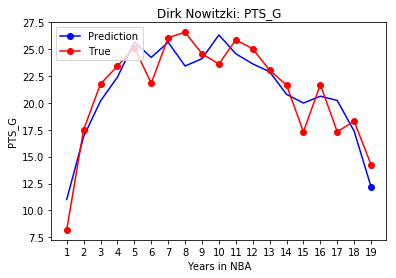 Dirk Nowitzki: PTS_G
27.5
25.0
22.5
20.0
17.5
15.0
12.5
10.0
7.5
PTS_G
Prediction
True
1 2 3 4 5 6 7 8 9 10 11 12 13 14 15 16 17 18 19
Years in NBA